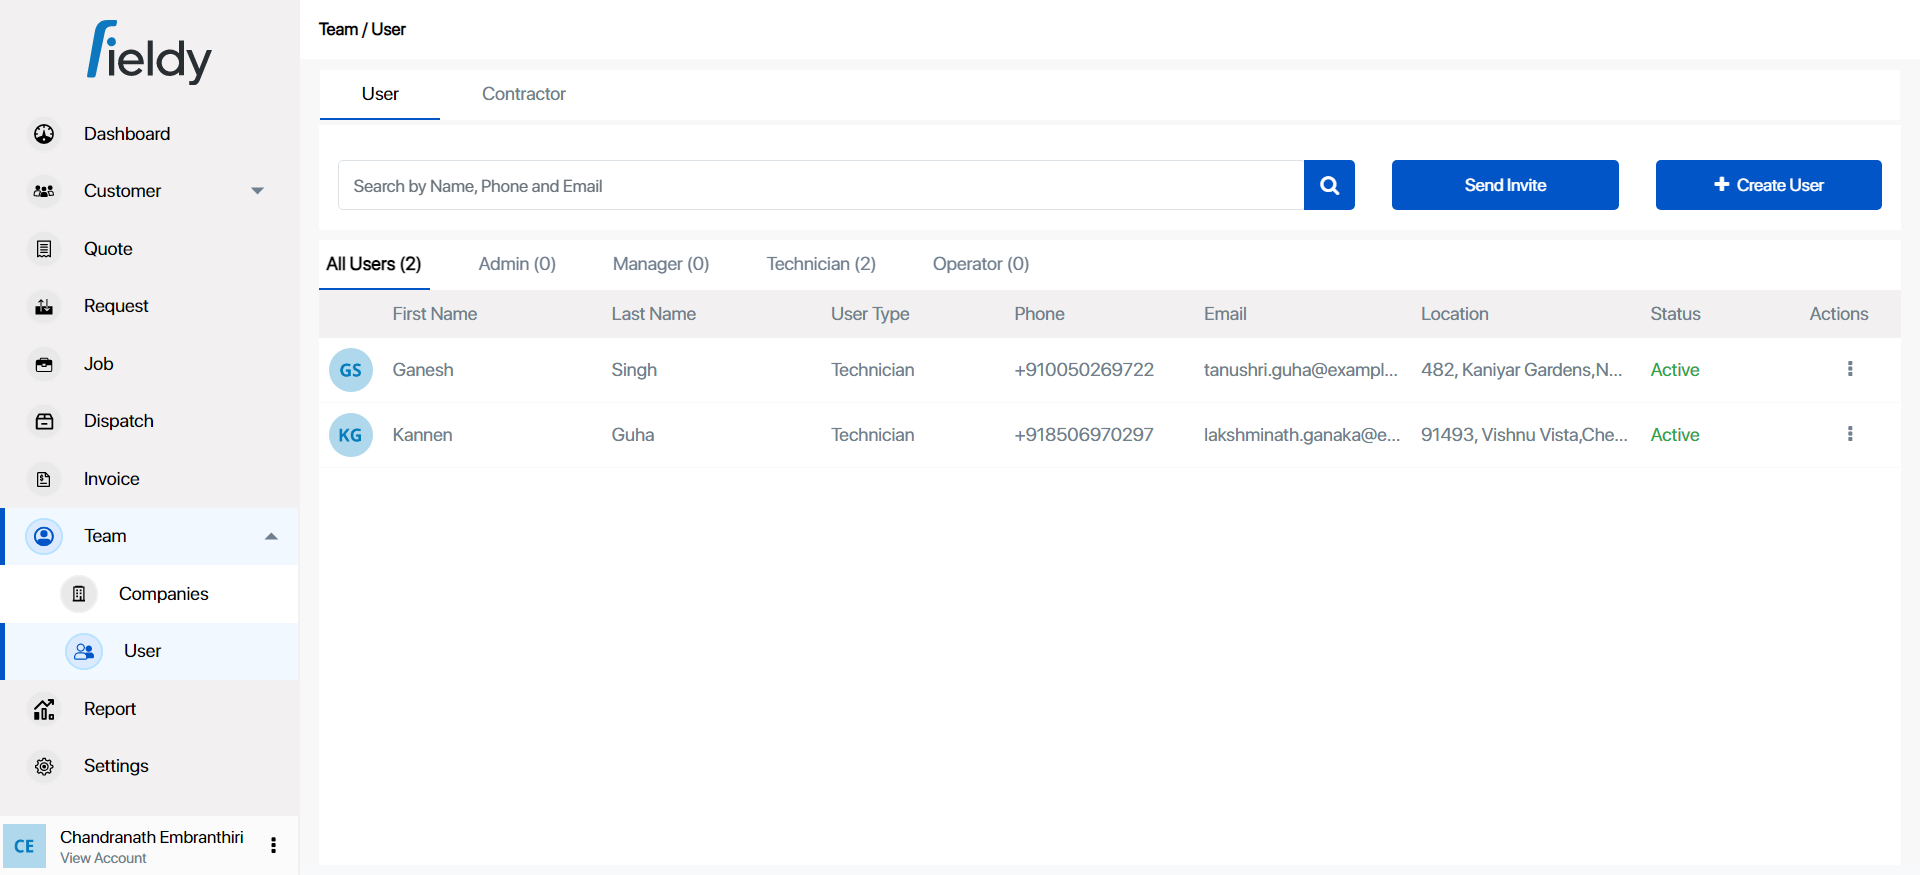 fieldy
Team / User
User
Contractor
Search by Name, Phone and Email
Send Invite
Create User
All Users (2)
Admin (0)
Manager (0)
Technician (2)
Operator (0)
First Name
Last Name
User Type
Phone
Email
Location
Status
Actions
GS
Ganesh
Singh
Technician
+910050269722
tanushri.guha@exampl...
482, Kaniyar Gardens,N...
Active
KG
Kannen
Guha
Technician
+918506970297
lakshminath.ganaka@e...
91493, Vishnu Vista,Che...
Active
Dashboard
Customer
Quote
Request
Job
Dispatch
Invoice
Team
Companies
User
Report
Settings
CE
Chandranath Embranthiri
View Account